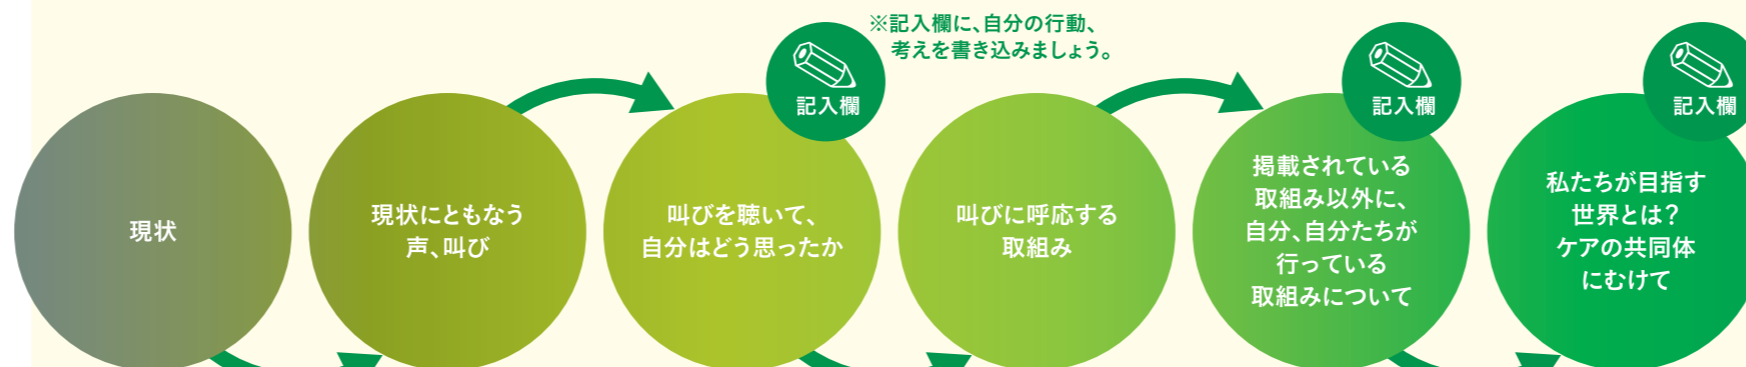 ※記入欄に、自分の行動、
考えを書き込みましょう。
現状
現状にともなう
声、叫び
記入欄
叫びを聴いて、
自分はどう思ったか
叫びに呼応する
取組み
記入欄
掲載されている
取組み以外に、
自分、自分たちが
行っている
取組みについて
記入欄
私たちが目指す
世界とは？
ケアの共同体
にむけて